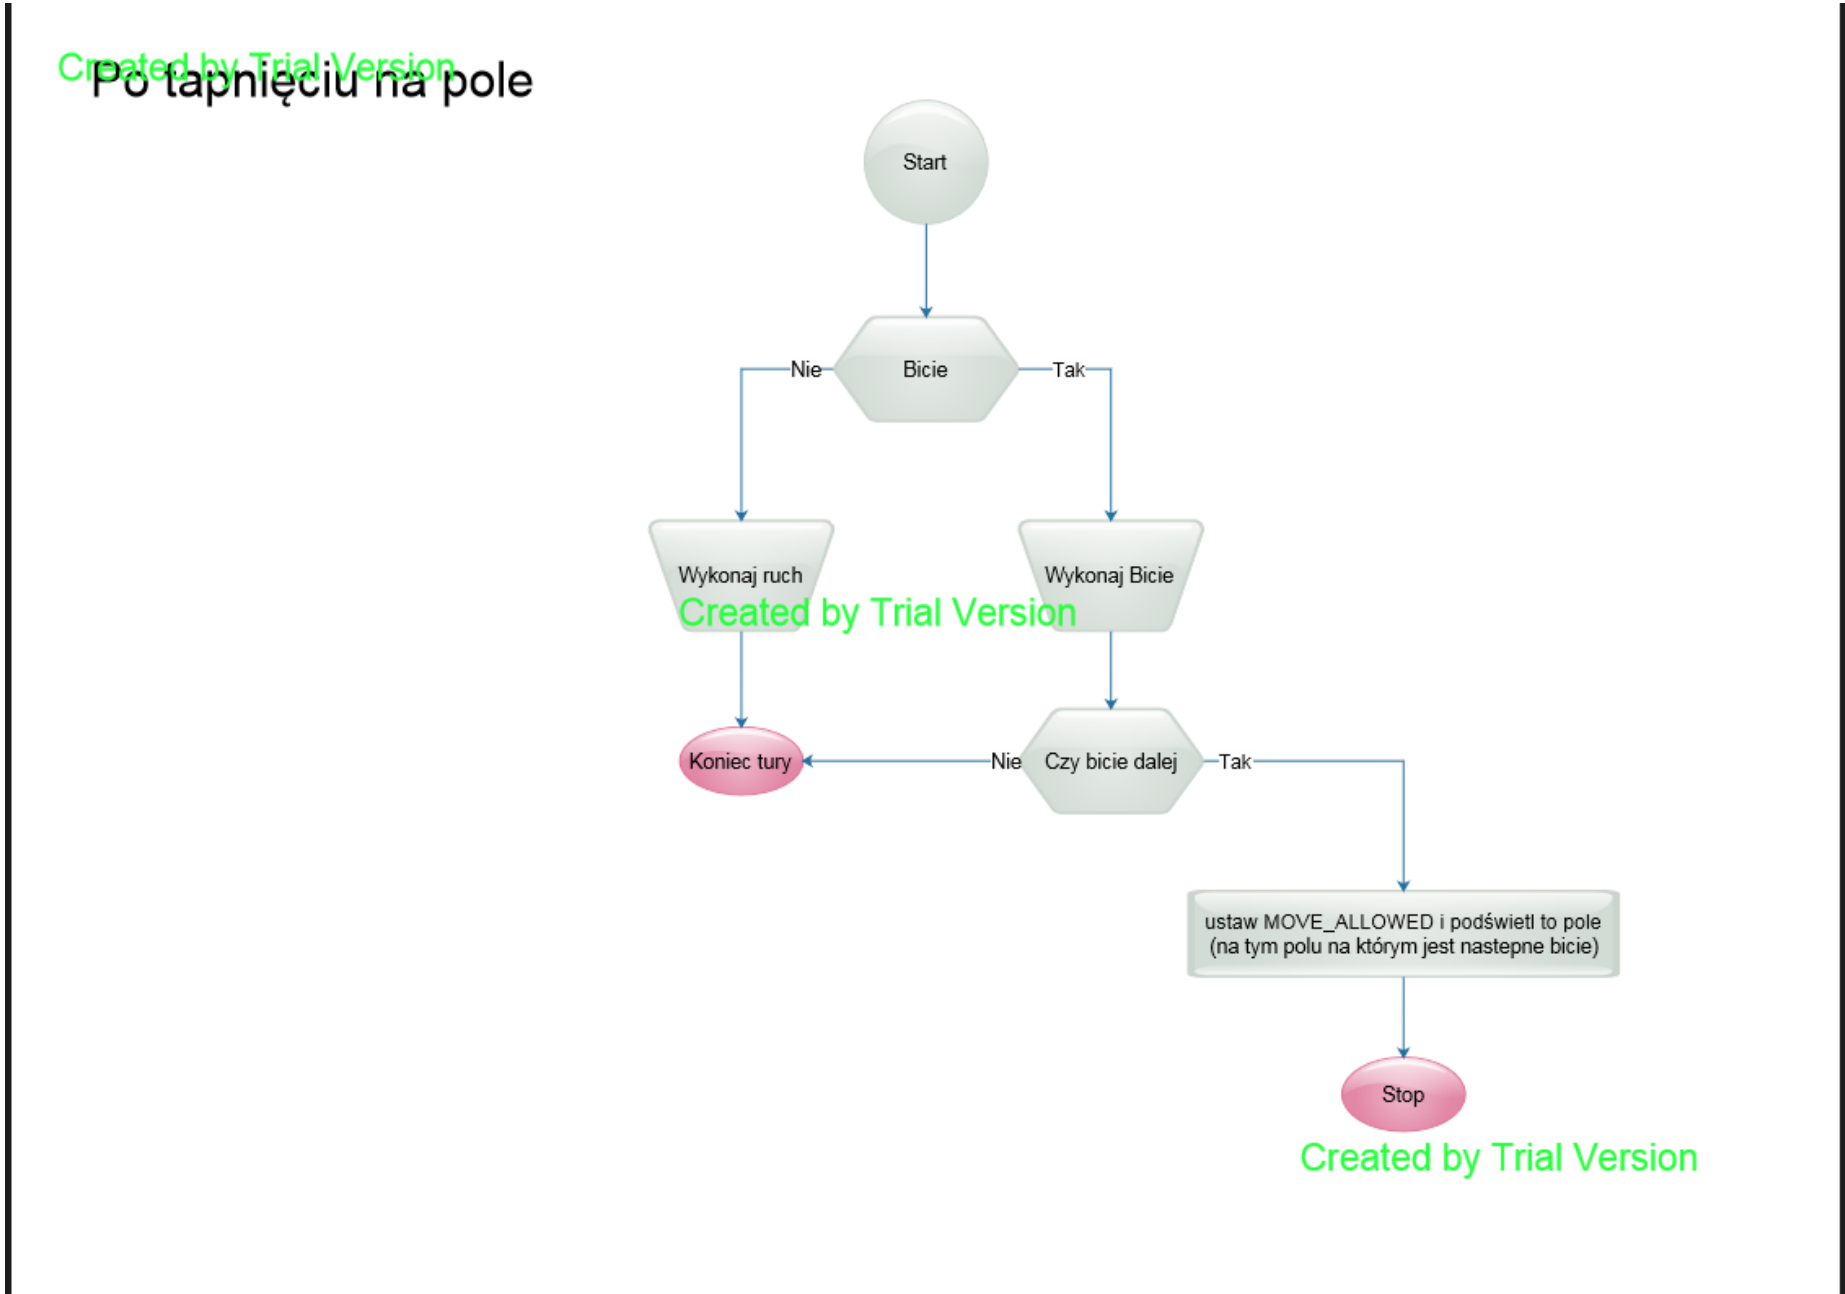 Created by Trial Version
Po tapnięciu na pole
Start
Nie
Bicie
Tak
Wykonaj ruch
Wykonaj Bicie
Created by Trial Version
Koniec tury
Nie
Czy bicie dalej
Tak
ustaw MOVE_ALLOWED i podświetl to pole
(na tym polu na którym jest nastepne bicie)
Stop
Created by Trial Version